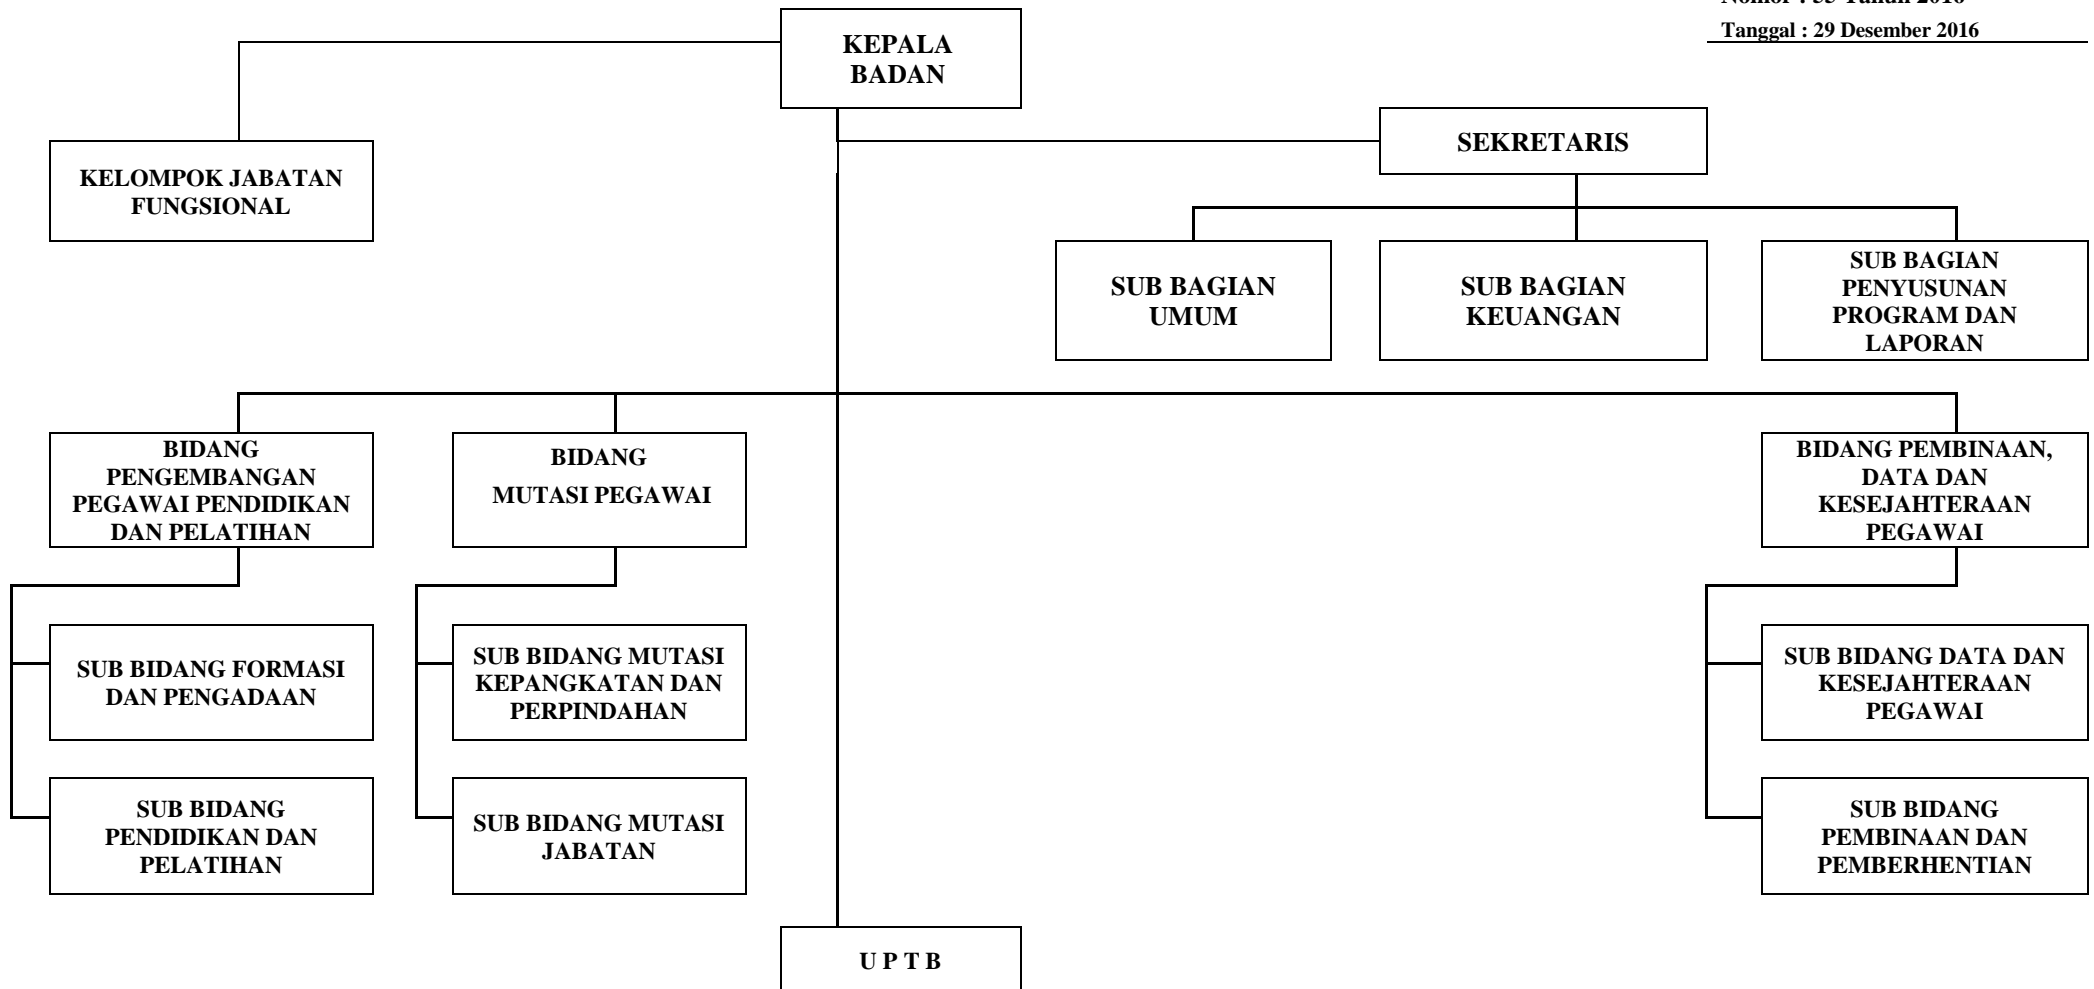 Tanggal : 29 Desember 2016
KEPALA
BADAN
SEKRETARIS
KELOMPOK JABATAN
FUNGSIONAL
SUB BAGIAN
UMUM
SUB BAGIAN
KEUANGAN
SUB BAGIAN
PENYUSUNAN
PROGRAM DAN
LAPORAN
BIDANG
PENGEMBANGAN
PEGAWAI PENDIDIKAN
DAN PELATIHAN
BIDANG
MUTASI PEGAWAI
BIDANG PEMBINAAN,
DATA DAN
KESEJAHTERAAN
PEGAWAI
SUB BIDANG FORMASI
DAN PENGADAAN
SUB BIDANG MUTASI
KEPANGKATAN DAN
PERPINDAHAN
SUB BIDANG DATA DAN
KESEJAHTERAAN
PEGAWAI
SUB BIDANG
PENDIDIKAN DAN
PELATIHAN
SUB BIDANG MUTASI
JABATAN
SUB BIDANG
PEMBINAAN DAN
PEMBERHENTIAN
U P T B